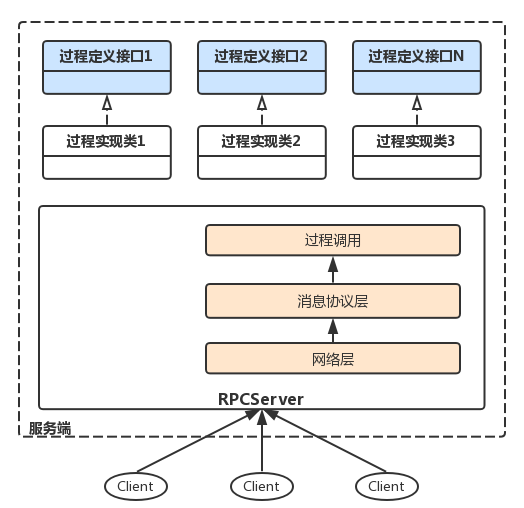 过程定义接口1
过程定义接口2
过程定义接口N
过程实现类1
过程实现类2
过程实现类3
过程调用
消息协议层
网络层
RPCServer
服务端
Client
Client
Client